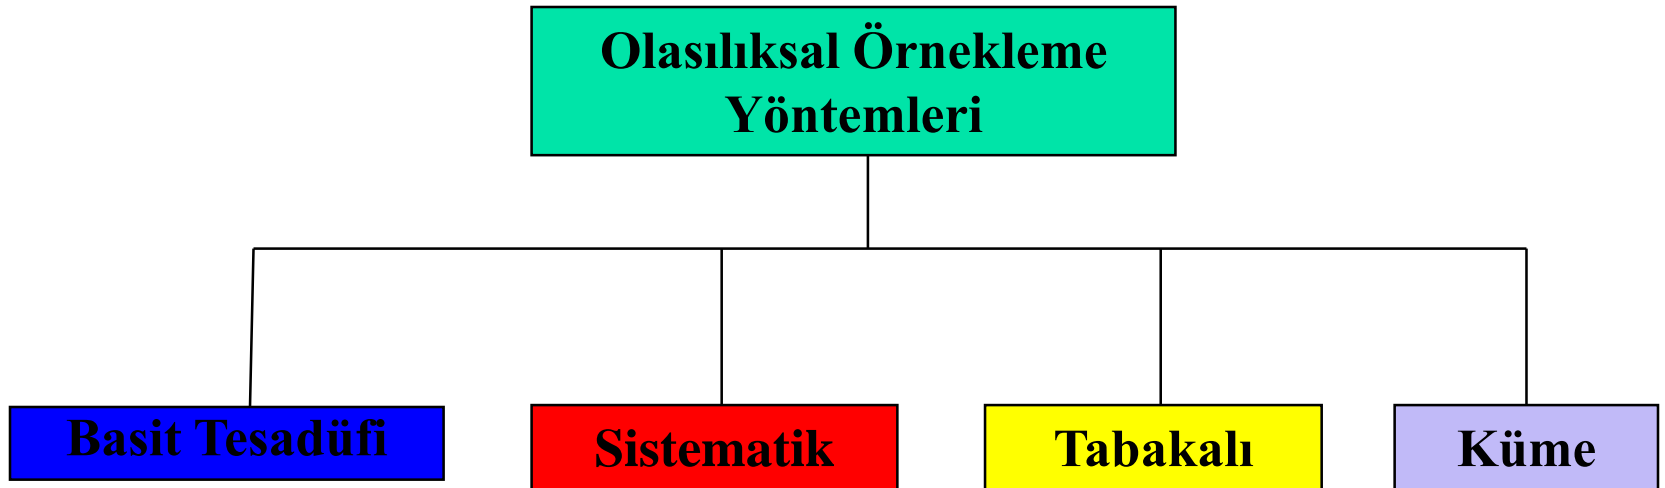 Olasılıksal Örnekleme
Yöntemleri
Basit Tesadüfi
Sistematik
Tabakalı
Küme